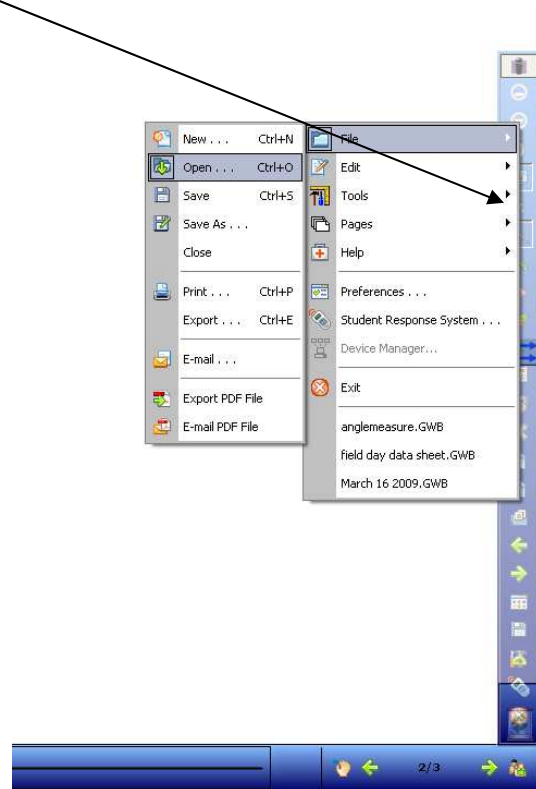 New . . . Ctrl+N
Open . . . Ctrl+O
Save Ctrl+S
Save As . . .
Close
Print . . . Ctrl+P
Export . . . Ctrl+E
E-mail . . .
Export PDF File
E-mail PDF File
File
Edit
Tools
Pages
Help
Preferences . . .
Student Response System . . .
Device Manager...
Exit
anglemeasure.GWB
field day data sheet.GWB
March 16 2009.GWB
2/3